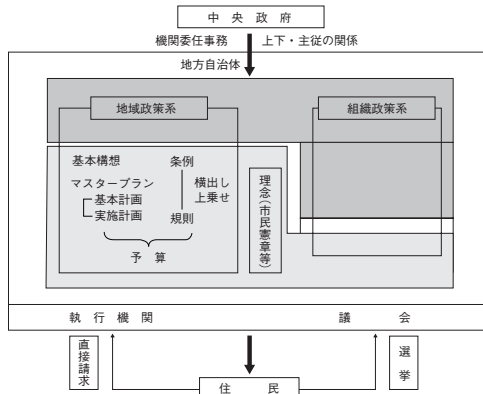 中央政府
機関委任事務
上下・主従の関係
地方自治体
地域政策系
組織政策系
基本構想
条例
マスタープラン
横出し
上乗せ
基本計画
実施計画
規則
予算
理念(市民憲章等)
執行機関
議会
直接請求
選挙
住民